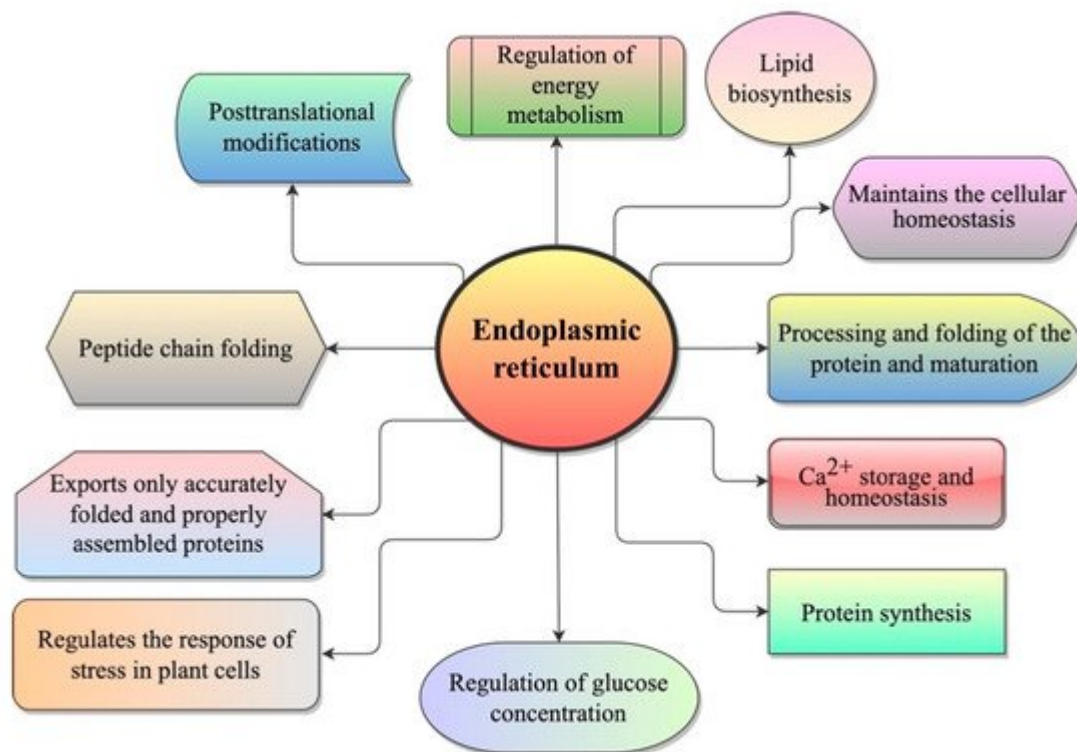 Regulation of
energy
metabolism
Lipid
biosynthesis
Posttranslational
modifications
Maintains the cellular
homeostasis
Endoplasmic
reticulum
Peptide chain folding
Processing and folding of the
protein and maturation
Exports only accurately
folded and properly
assembled proteins
Ca2+ storage and
homeostasis
Regulates the response of
stress in plant cells
Protein synthesis
Regulation of glucose
concentration